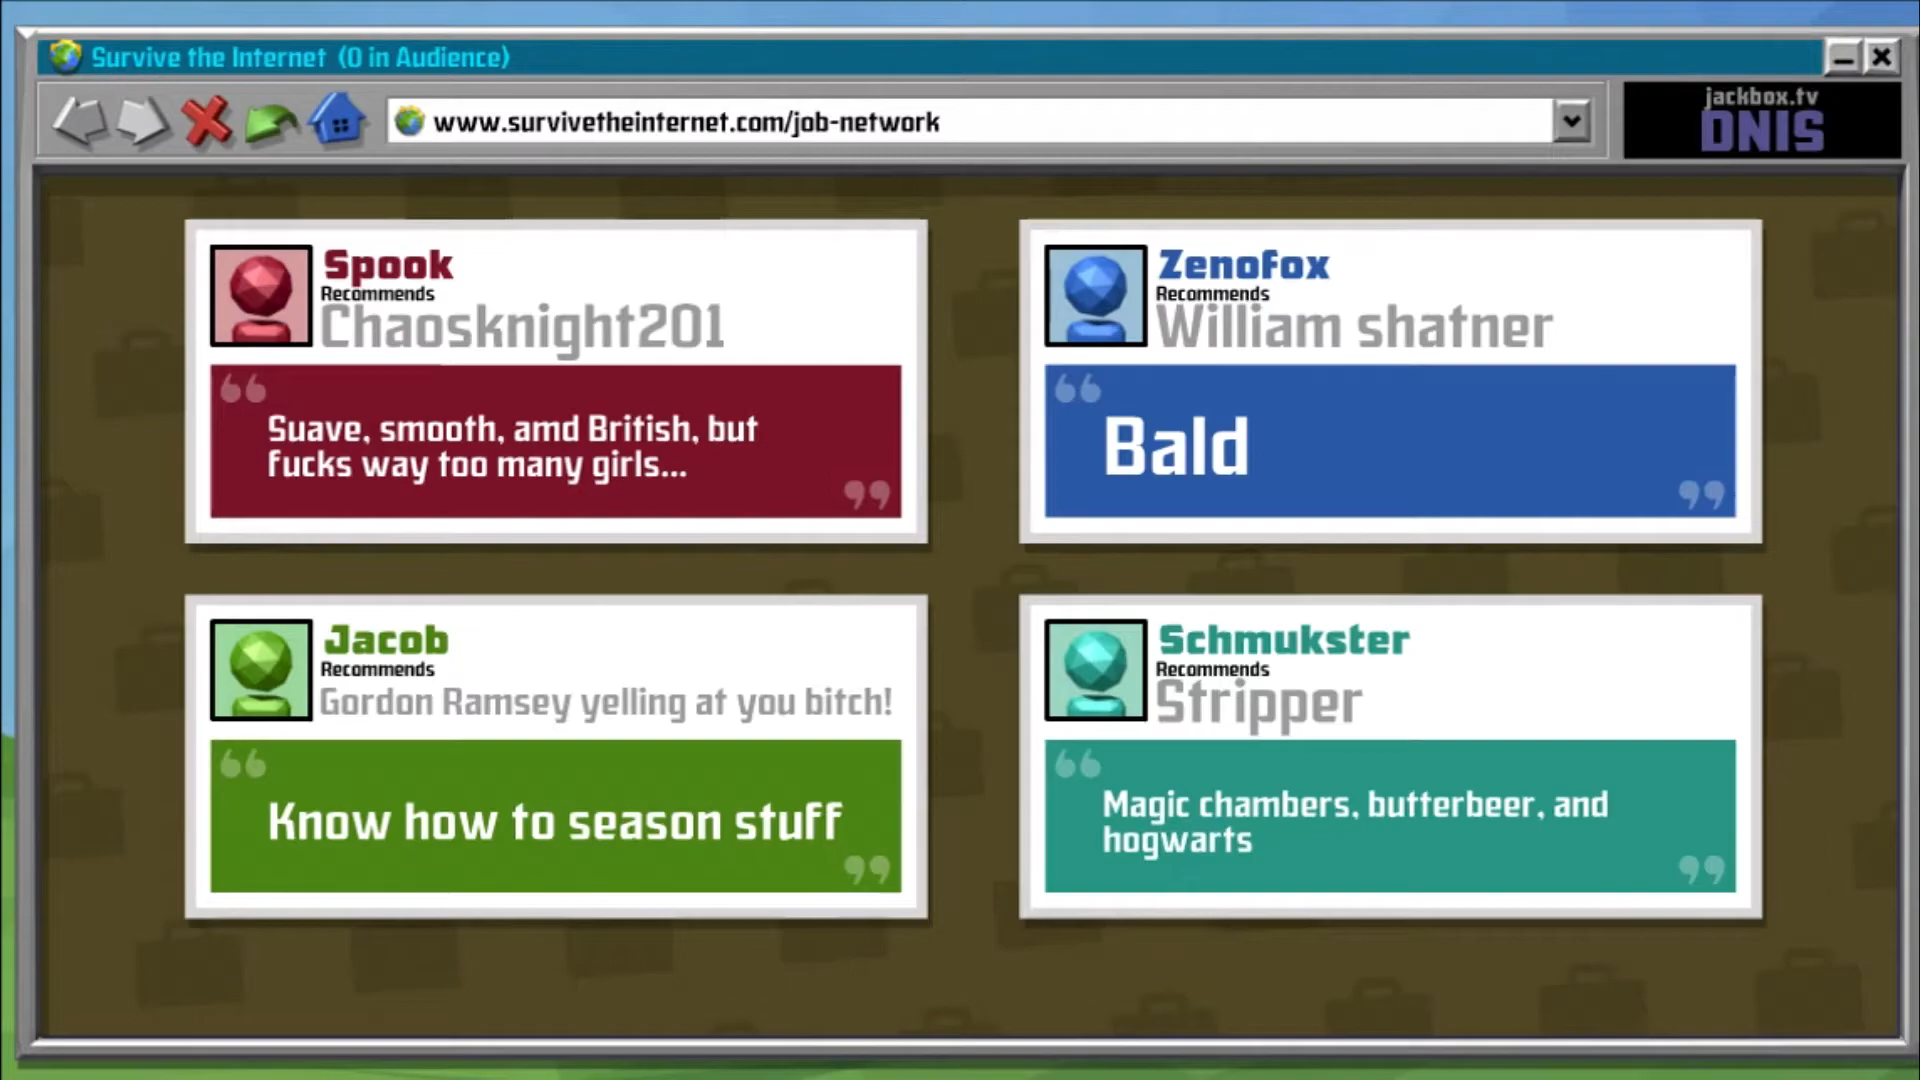 Survive the Internet (0 in Audience)
www.survivetheinternet.com/job-network
jackbox.tv
DNIS
Spook
Recommends
Chaosknight201
Suave, smooth, amd British, but
fucks way too many girls...
Zenofox
Recommends
William shatner
Bald
Jacob
Recommends
Gordon Ramsey yelling at you bitch!
Know how to season stuff
Schmukster
Recommends
Stripper
Magic chambers, butterbeer, and
hogwarts